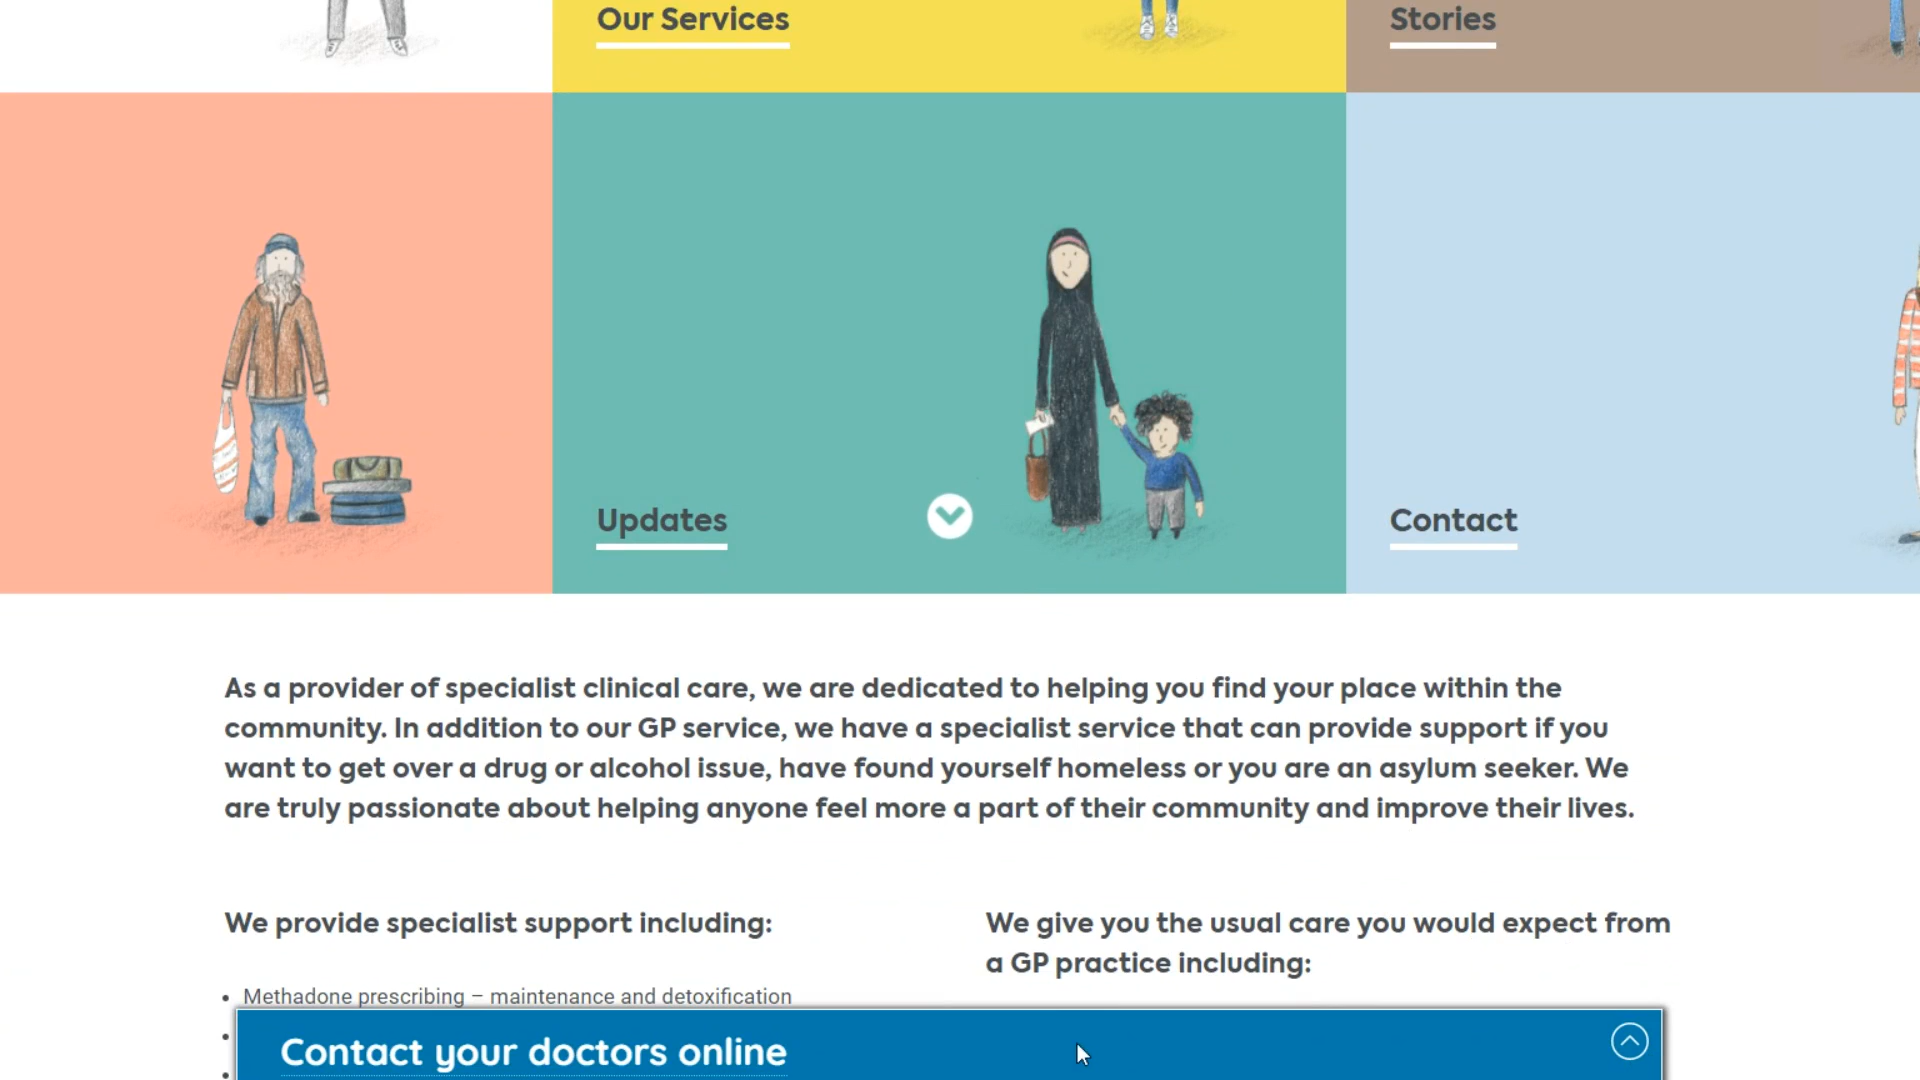 Our Services
Stories
Updates
Contact
As a provider of specialist clinical care, we are dedicated to helping you find your place within the
community. In addition to our GP service, we have a specialist service that can provide support if you
want to get over a drug or alcohol issue, have found yourself homeless or you are an asylum seeker. We
are truly passionate about helping anyone feel more a part of their community and improve their lives.
We provide specialist support including:
We give you the usual care you would expect from
a GP practice including:
• Methadone prescribing – maintenance and detoxification
Contact your doctors online